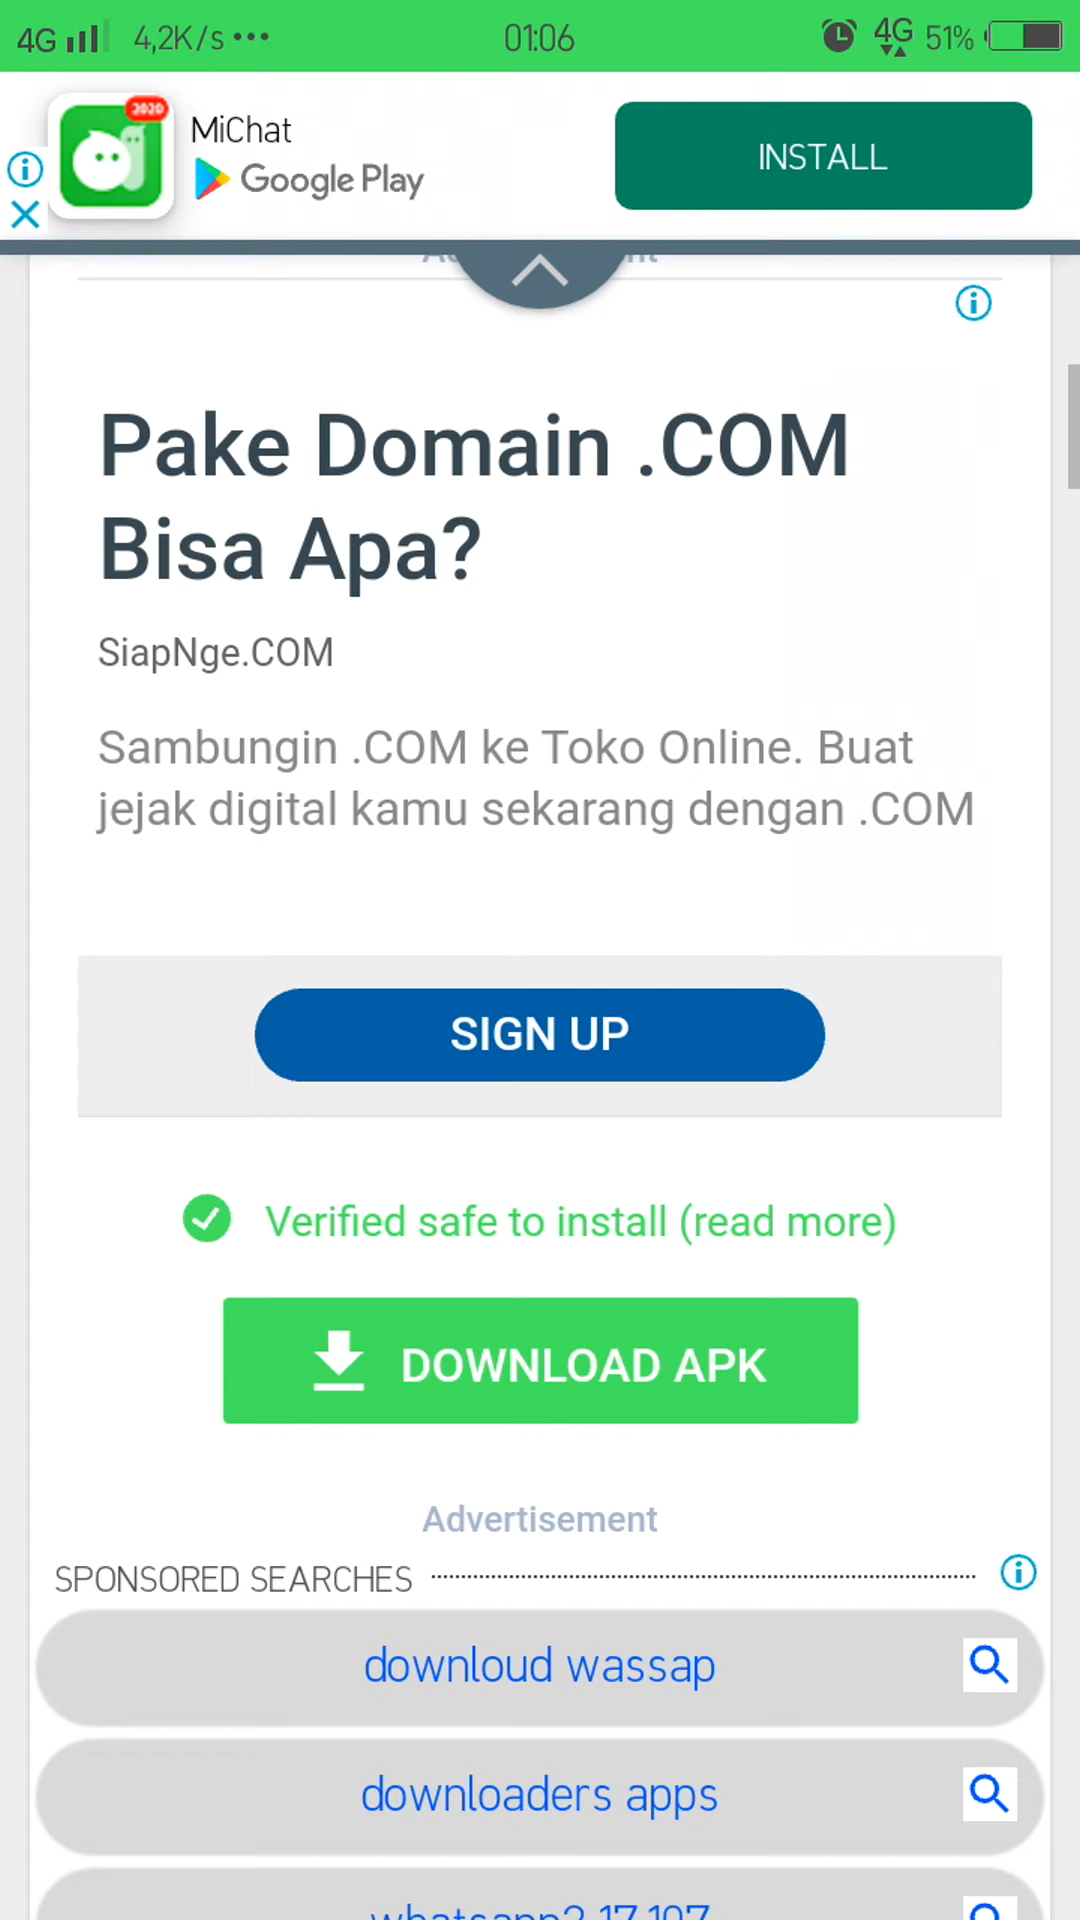 4G 4,2K/s ••• 01:06 4G 51%
2020
MiChat
Google Play
INSTALL
Pake Domain .COM
Bisa Apa?
SiapNge.COM
Sambungin .COM ke Toko Online. Buat
jejak digital kamu sekarang dengan .COM
SIGN UP
Verified safe to install (read more)
DOWNLOAD APK
Advertisement
SPONSORED SEARCHES
downloud wassap
downloaders apps